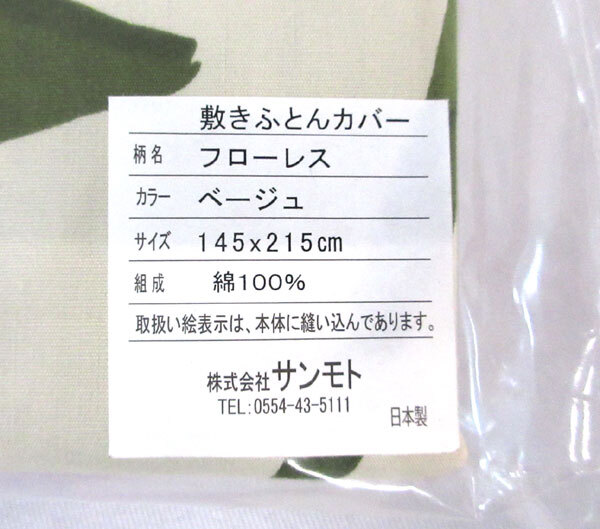 敷きふとんカバー
柄名 フローレス
カラー ベージュ
サイズ 145x215cm
組成 綿100%
取扱い絵表示は、本体に縫い込んであります。
株式会社 サンモト
TEL:0554-43-5111
日本製